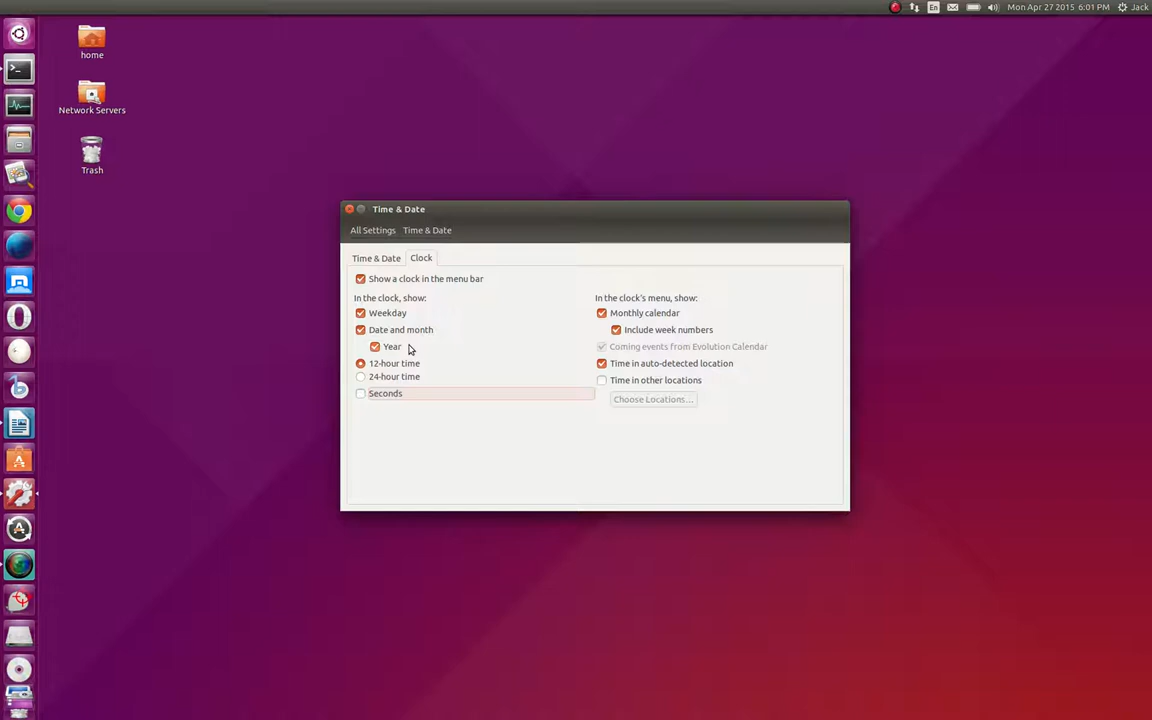 En
Mon Apr 27 2015 6:01 PM
Jack
home
Network Servers
Trash
Time & Date
All Settings
Time & Date
Time & Date
Clock
Show a clock in the menu bar
In the clock, show:
Weekday
Date and month
Year
12-hour time
24-hour time
Seconds
In the clock's menu, show:
Monthly calendar
Include week numbers
Coming events from Evolution Calendar
Time in auto-detected location
Time in other locations
Choose Locations...